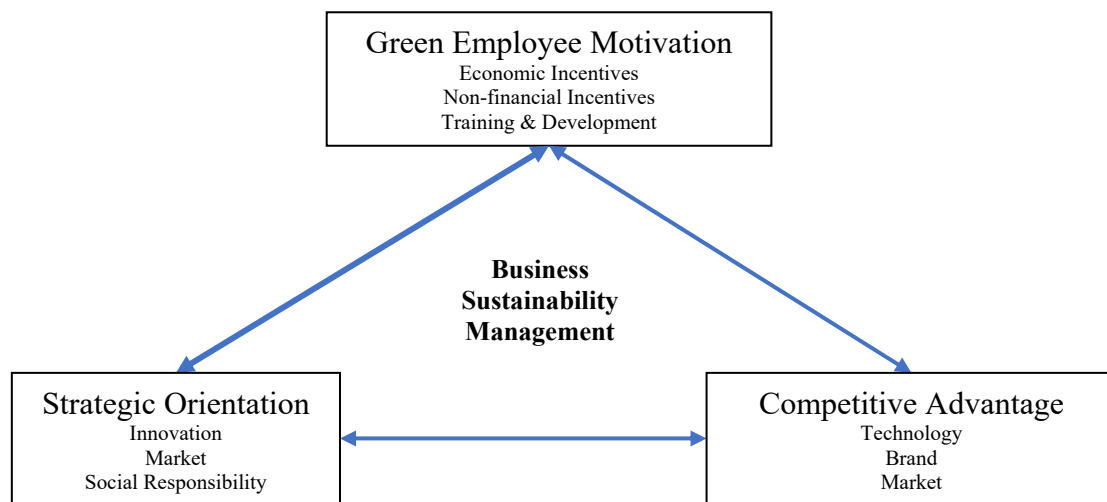 Green Employee Motivation
Economic Incentives
Non-financial Incentives
Training & Development
Business
Sustainability
Management
Strategic Orientation
Innovation
Market
Social Responsibility
Competitive Advantage
Technology
Brand
Market